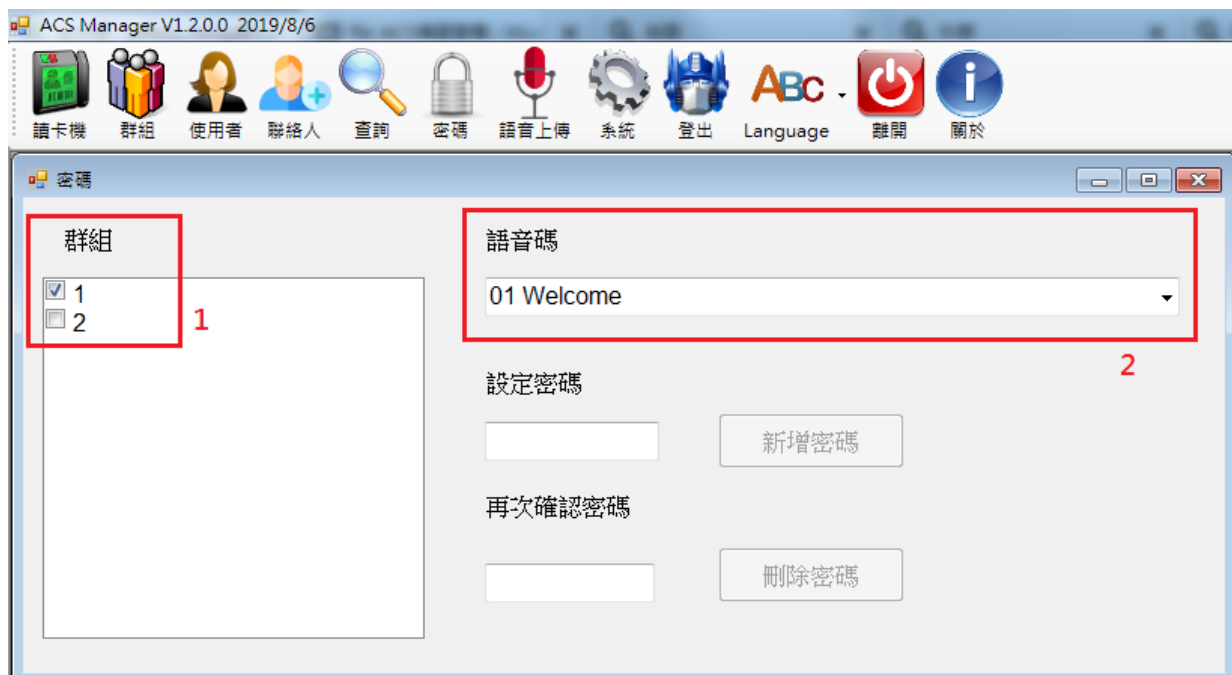 ACS Manager V1.2.0.0 2019/8/6
讀卡機 群組 使用者 聯絡人 查詢 密碼 語音上傳 系統 登出 Language 離開 關於
ABC
i
密碼
群組
1
2
1
語音碼
01 Welcome
2
設定密碼
新增密碼
再次確認密碼
刪除密碼